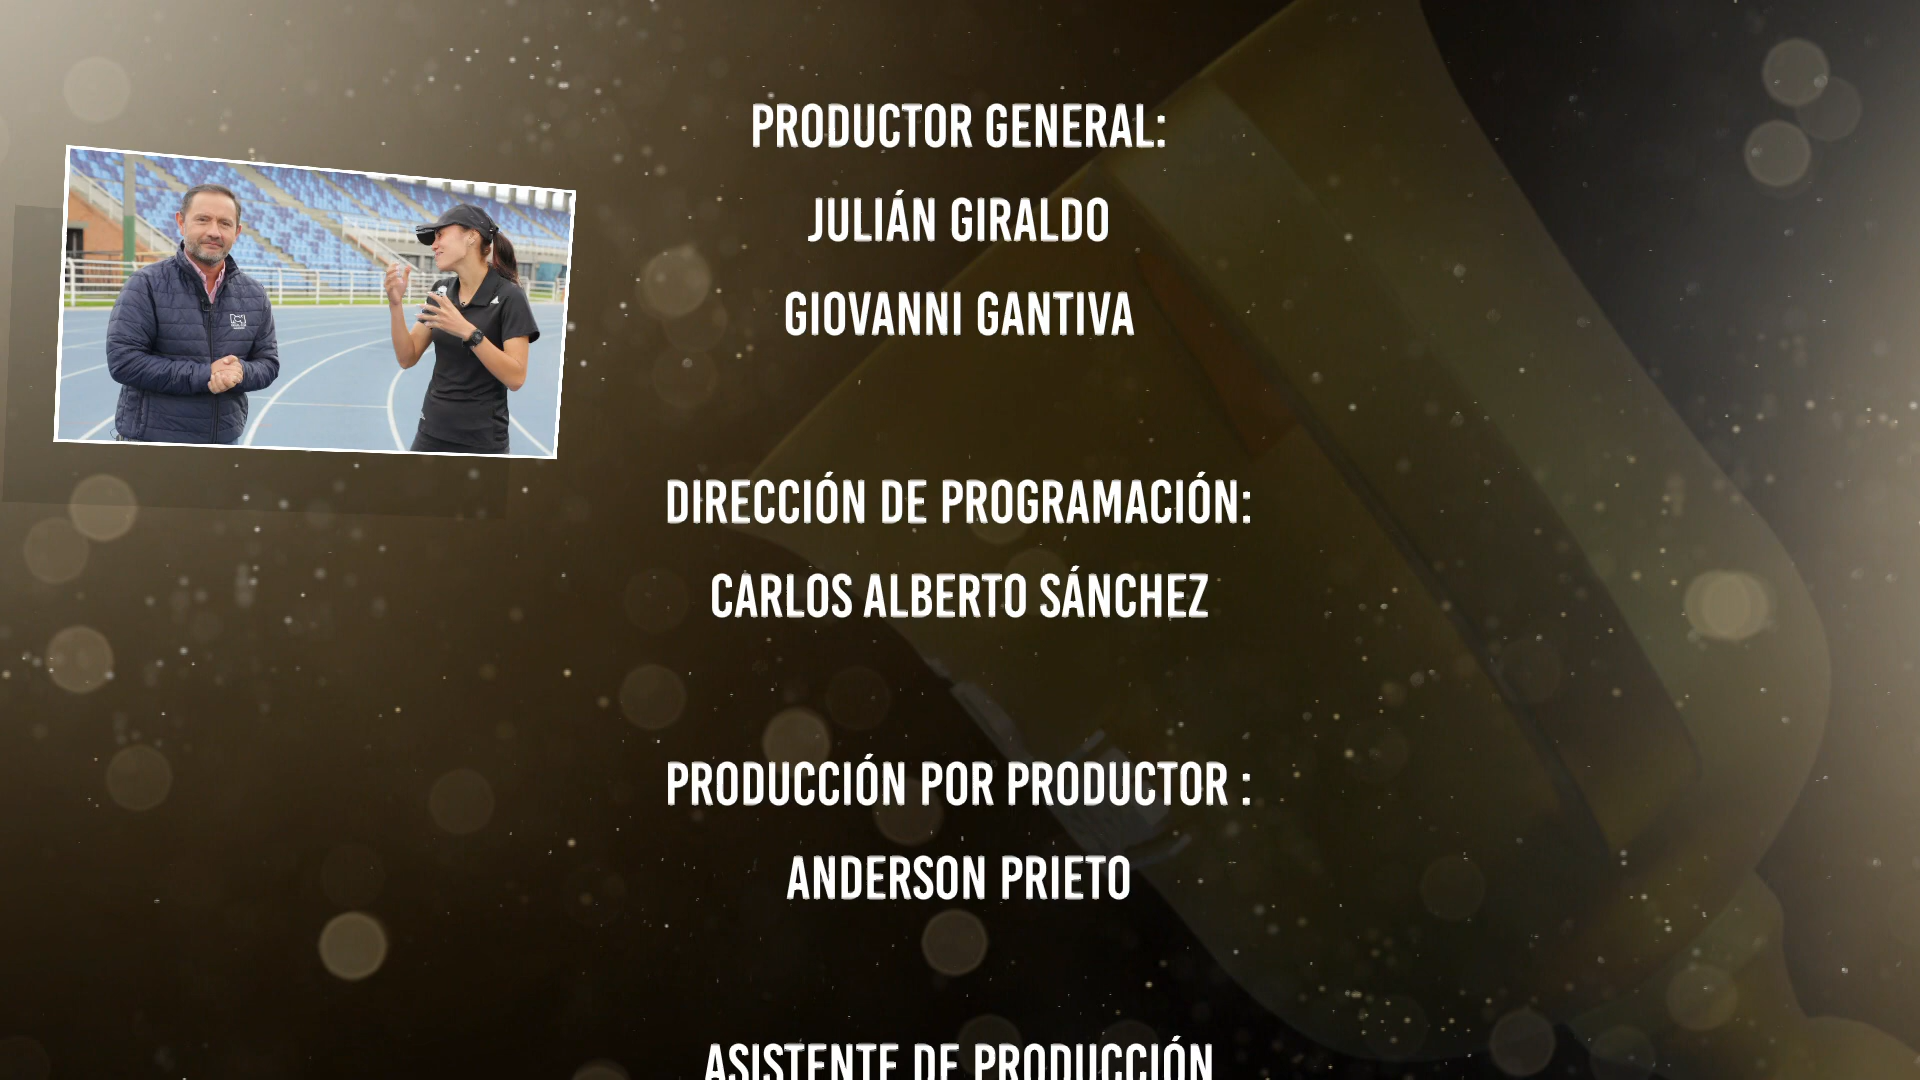 PRODUCTOR GENERAL:
JULIÁN GIRALDO
GIOVANNI GANTIVA
DIRECCIÓN DE PROGRAMACIÓN:
CARLOS ALBERTO SÁNCHEZ
PRODUCCIÓN POR PRODUCTOR :
ANDERSON PRIETO
ASISTENTE DE PRODUCCIÓN